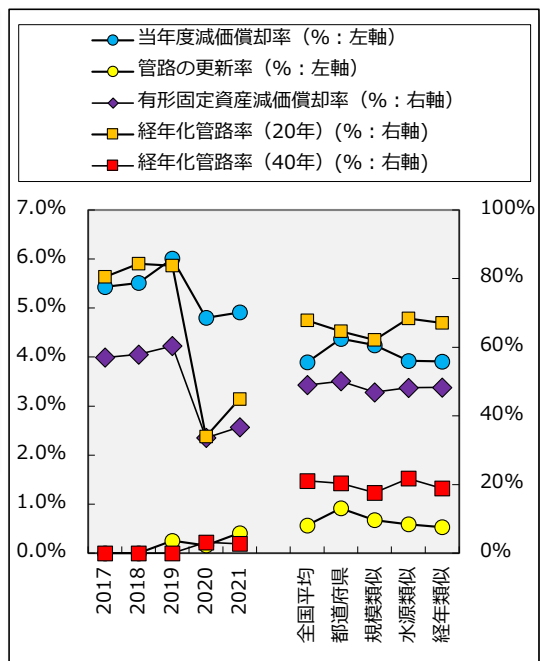 当年度減価償却率（%：左軸）
管路の更新率（%：左軸）
有形固定資産減価償却率（%：右軸）
経年化管路率（20年）(%：右軸)
経年化管路率（40年）(%：右軸)
7.0%
6.0%
5.0%
4.0%
3.0%
2.0%
1.0%
0.0%
100%
80%
60%
40%
20%
0%
2017
2018
2019
2020
2021
全国平均
都道府県
規模類似
水源類似
経年類似